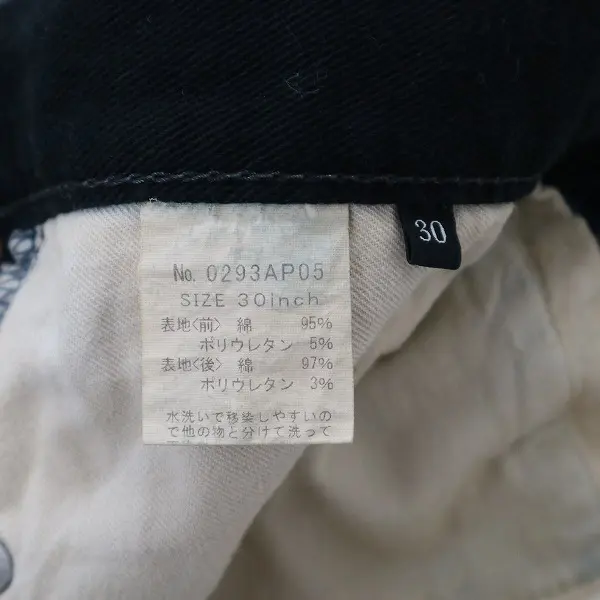 No. 0293AP05
SIZE 30inch
表地〈前〉 綿 95%
ポリウレタン 5%
表地〈後〉 綿 97%
ポリウレタン 3%
水洗いで移染しやすいの
で他の物と分けて洗って
30